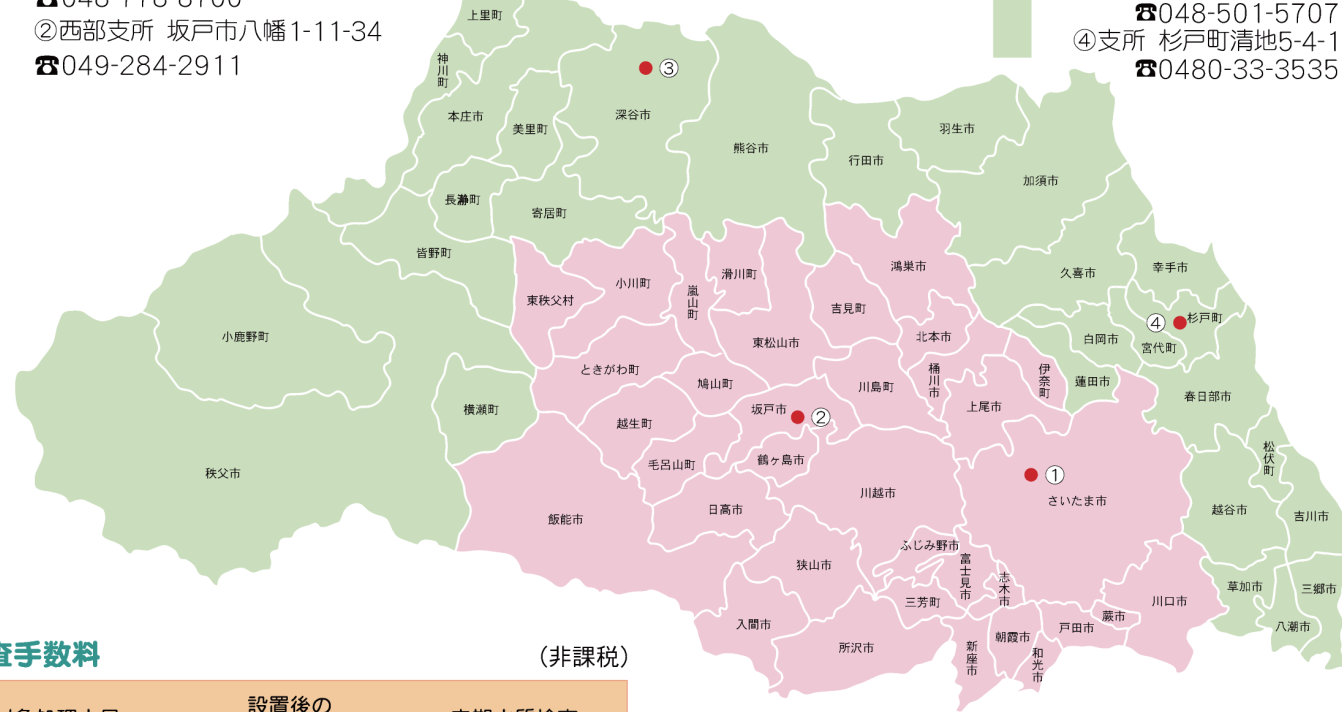 ②西部支所 坂戸市八幡1-11-34
☎049-284-2911
☎048-501-5707
④支所 杉戸町清地5-4-1
☎0480-33-3535
上里町
神川町
本庄市
美里町
③
深谷市
熊谷市
行田市
羽生市
加須市
長瀞町
寄居町
皆野町
小鹿野町
秩父市
横瀬町
東秩父村
小川町
嵐山町
滑川町
吉見町
鴻巣市
久喜市
幸手市
④
杉戸町
宮代町
白岡市
蓮田市
春日部市
松伏町
越谷市
吉川市
草加市
三郷市
八潮市
ときがわ町
鳩山町
東松山市
北本市
桶川市
伊奈町
上尾市
川島町
坂戸市
②
越生町
毛呂山町
鶴ヶ島市
①
さいたま市
川越市
日高市
飯能市
狭山市
ふじみ野市
富士見市
志木市
三芳町
入間市
所沢市
新座市
朝霞市
和光市
戸田市
蕨市
川口市
査手数料
（非課税）
設置後の